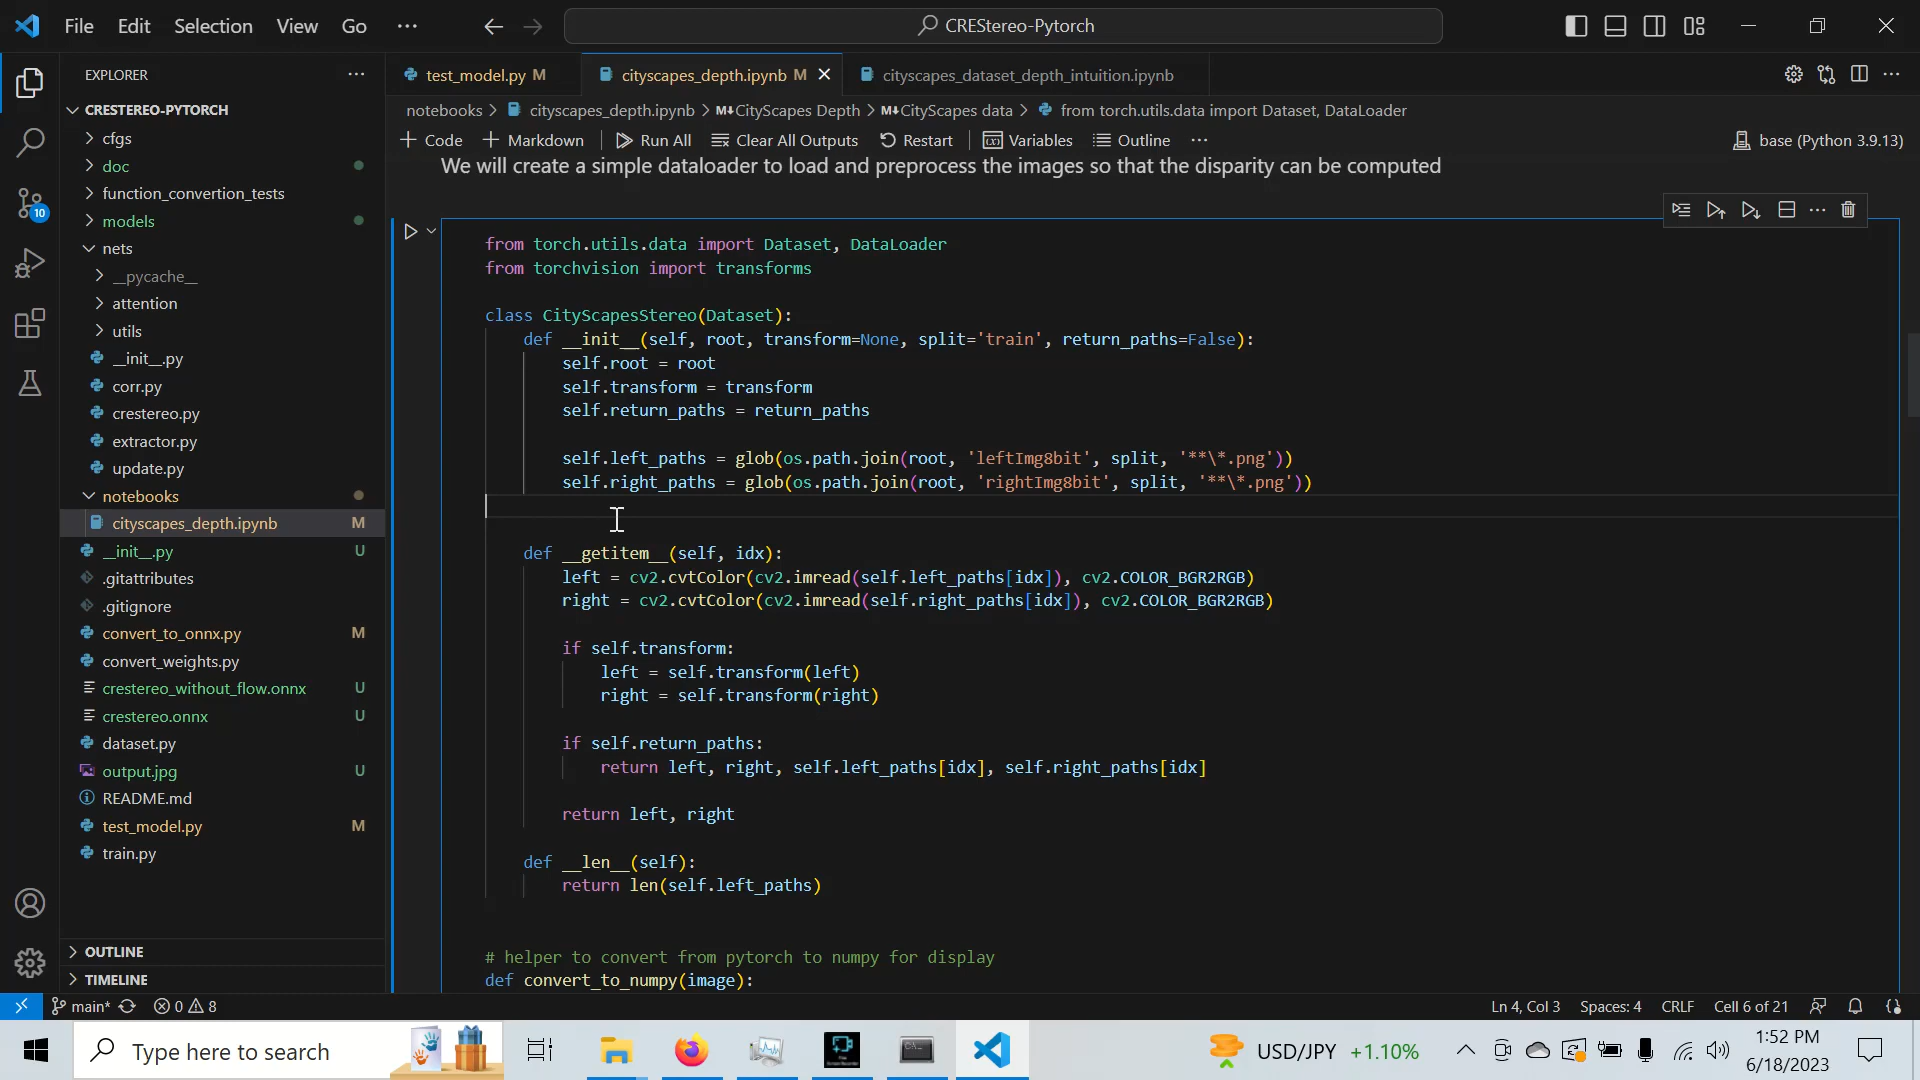 File Edit Selection View Go ···
CREStereo-Pytorch
EXPLORER
CRESTEREO-PYTORCH
cfgs
doc
function_convertion_tests
models
nets
__pycache__
attention
utils
__init__.py
corr.py
crestereo.py
extractor.py
update.py
notebooks
cityscapes_depth.ipynb M
__init__.py U
.gitattributes
.gitignore
convert_to_onnx.py M
convert_weights.py
crestereo_without_flow.onnx U
crestereo.onnx U
dataset.py
output.jpg U
README.md
test_model.py M
train.py
OUTLINE
TIMELINE
10
test_model.py M
cityscapes_depth.ipynb M
cityscapes_dataset_depth_intuition.ipynb
notebooks > cityscapes_depth.ipynb > M↓CityScapes Depth > M↓CityScapes data > from torch.utils.data import Dataset, DataLoader
+ Code + Markdown Run All Clear All Outputs Restart Variables Outline ···
base (Python 3.9.13)
We will create a simple dataloader to load and preprocess the images so that the disparity can be computed
from torch.utils.data import Dataset, DataLoader
from torchvision import transforms
class CityScapesStereo(Dataset):
def __init__(self, root, transform=None, split='train', return_paths=False):
self.root = root
self.transform = transform
self.return_paths = return_paths
self.left_paths = glob(os.path.join(root, 'leftImg8bit', split, '**\*.png'))
self.right_paths = glob(os.path.join(root, 'rightImg8bit', split, '**\*.png'))
def __getitem__(self, idx):
left = cv2.cvtColor(cv2.imread(self.left_paths[idx]), cv2.COLOR_BGR2RGB)
right = cv2.cvtColor(cv2.imread(self.right_paths[idx]), cv2.COLOR_BGR2RGB)
if self.transform:
left = self.transform(left)
right = self.transform(right)
if self.return_paths:
return left, right, self.left_paths[idx], self.right_paths[idx]
return left, right
def __len__(self):
return len(self.left_paths)
# helper to convert from pytorch to numpy for display
def convert_to_numpy(image):
main* 0 8
Ln 4, Col 3 Spaces: 4 CRLF Cell 6 of 21
Type here to search
USD/JPY +1.10%
1:52 PM
6/18/2023